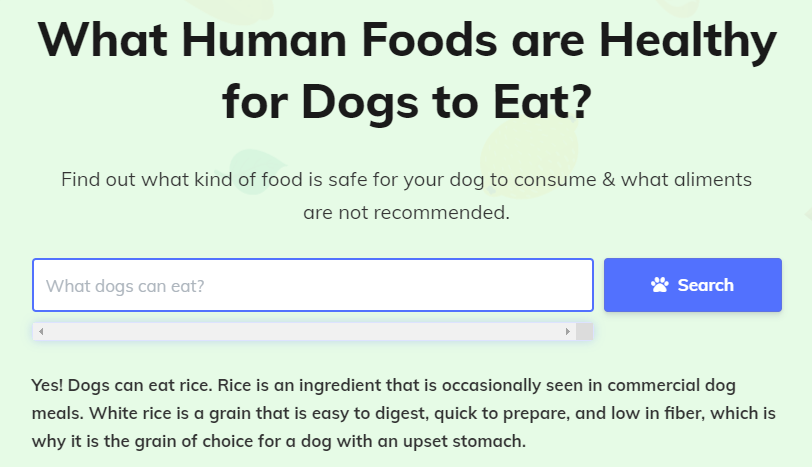 What Human Foods are Healthy
for Dogs to Eat?
Find out what kind of food is safe for your dog to consume & what aliments
are not recommended.
What dogs can eat?
Search
Yes! Dogs can eat rice. Rice is an ingredient that is occasionally seen in commercial dog
meals. White rice is a grain that is easy to digest, quick to prepare, and low in fiber, which is
why it is the grain of choice for a dog with an upset stomach.